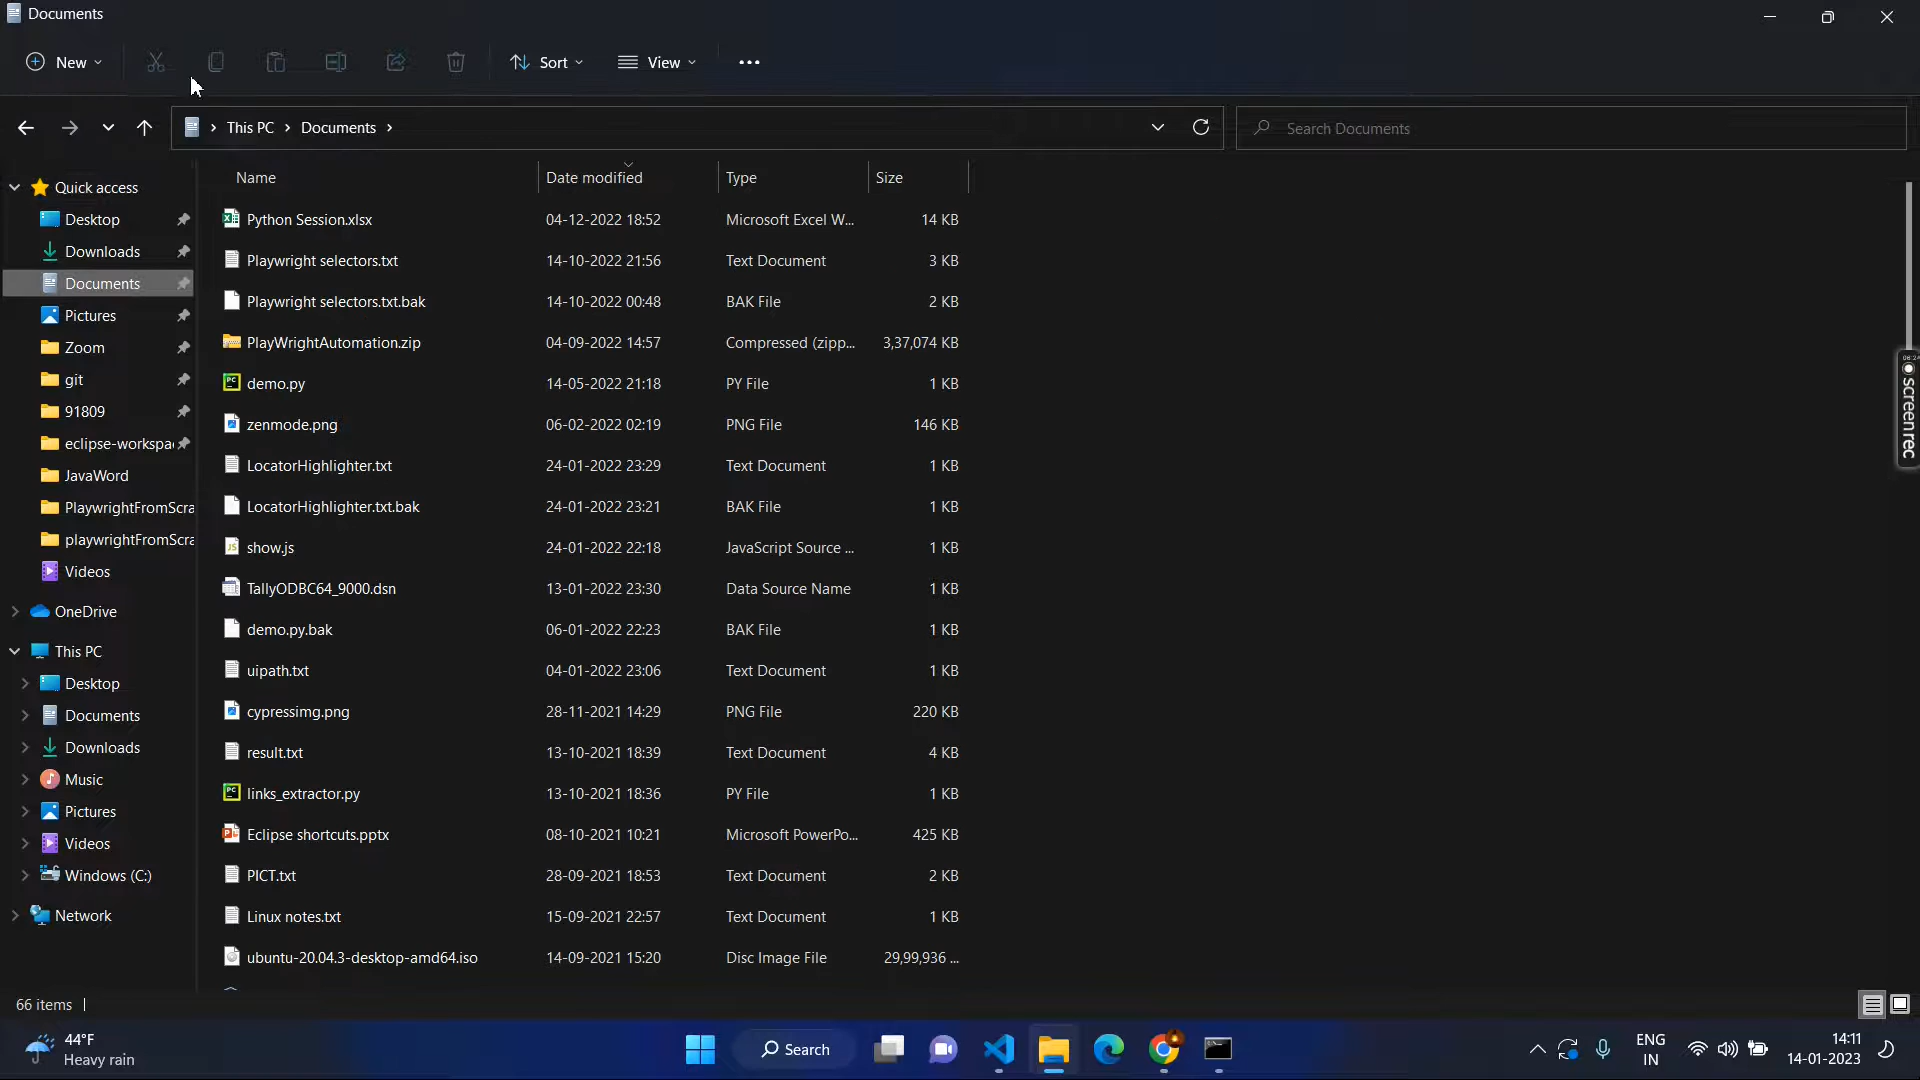 Documents
New
Sort
View
This PC > Documents >
Search Documents
Name Date modified Type Size
Quick access
Desktop
Downloads
Documents
Pictures
Zoom
git
91809
eclipse-workspa
JavaWord
PlaywrightFromScra
playwrightFromScra
Videos
OneDrive
This PC
Desktop
Documents
Downloads
Music
Pictures
Videos
Windows (C:)
Network
Python Session.xlsx 04-12-2022 18:52 Microsoft Excel W... 14 KB
Playwright selectors.txt 14-10-2022 21:56 Text Document 3 KB
Playwright selectors.txt.bak 14-10-2022 00:48 BAK File 2 KB
PlayWrightAutomation.zip 04-09-2022 14:57 Compressed (zipp... 3,37,074 KB
demo.py 14-05-2022 21:18 PY File 1 KB
zenmode.png 06-02-2022 02:19 PNG File 146 KB
LocatorHighlighter.txt 24-01-2022 23:29 Text Document 1 KB
LocatorHighlighter.txt.bak 24-01-2022 23:21 BAK File 1 KB
show.js 24-01-2022 22:18 JavaScript Source ... 1 KB
TallyODBC64_9000.dsn 13-01-2022 23:30 Data Source Name 1 KB
demo.py.bak 06-01-2022 22:23 BAK File 1 KB
uipath.txt 04-01-2022 23:06 Text Document 1 KB
cypressimg.png 28-11-2021 14:29 PNG File 220 KB
result.txt 13-10-2021 18:39 Text Document 4 KB
links_extractor.py 13-10-2021 18:36 PY File 1 KB
Eclipse shortcuts.pptx 08-10-2021 10:21 Microsoft PowerPo... 425 KB
PICT.txt 28-09-2021 18:53 Text Document 2 KB
Linux notes.txt 15-09-2021 22:57 Text Document 1 KB
ubuntu-20.04.3-desktop-amd64.iso 14-09-2021 15:20 Disc Image File 29,99,936 ...
screenrec
66 items
44°F
Heavy rain
Search
ENG
IN
14:11
14-01-2023